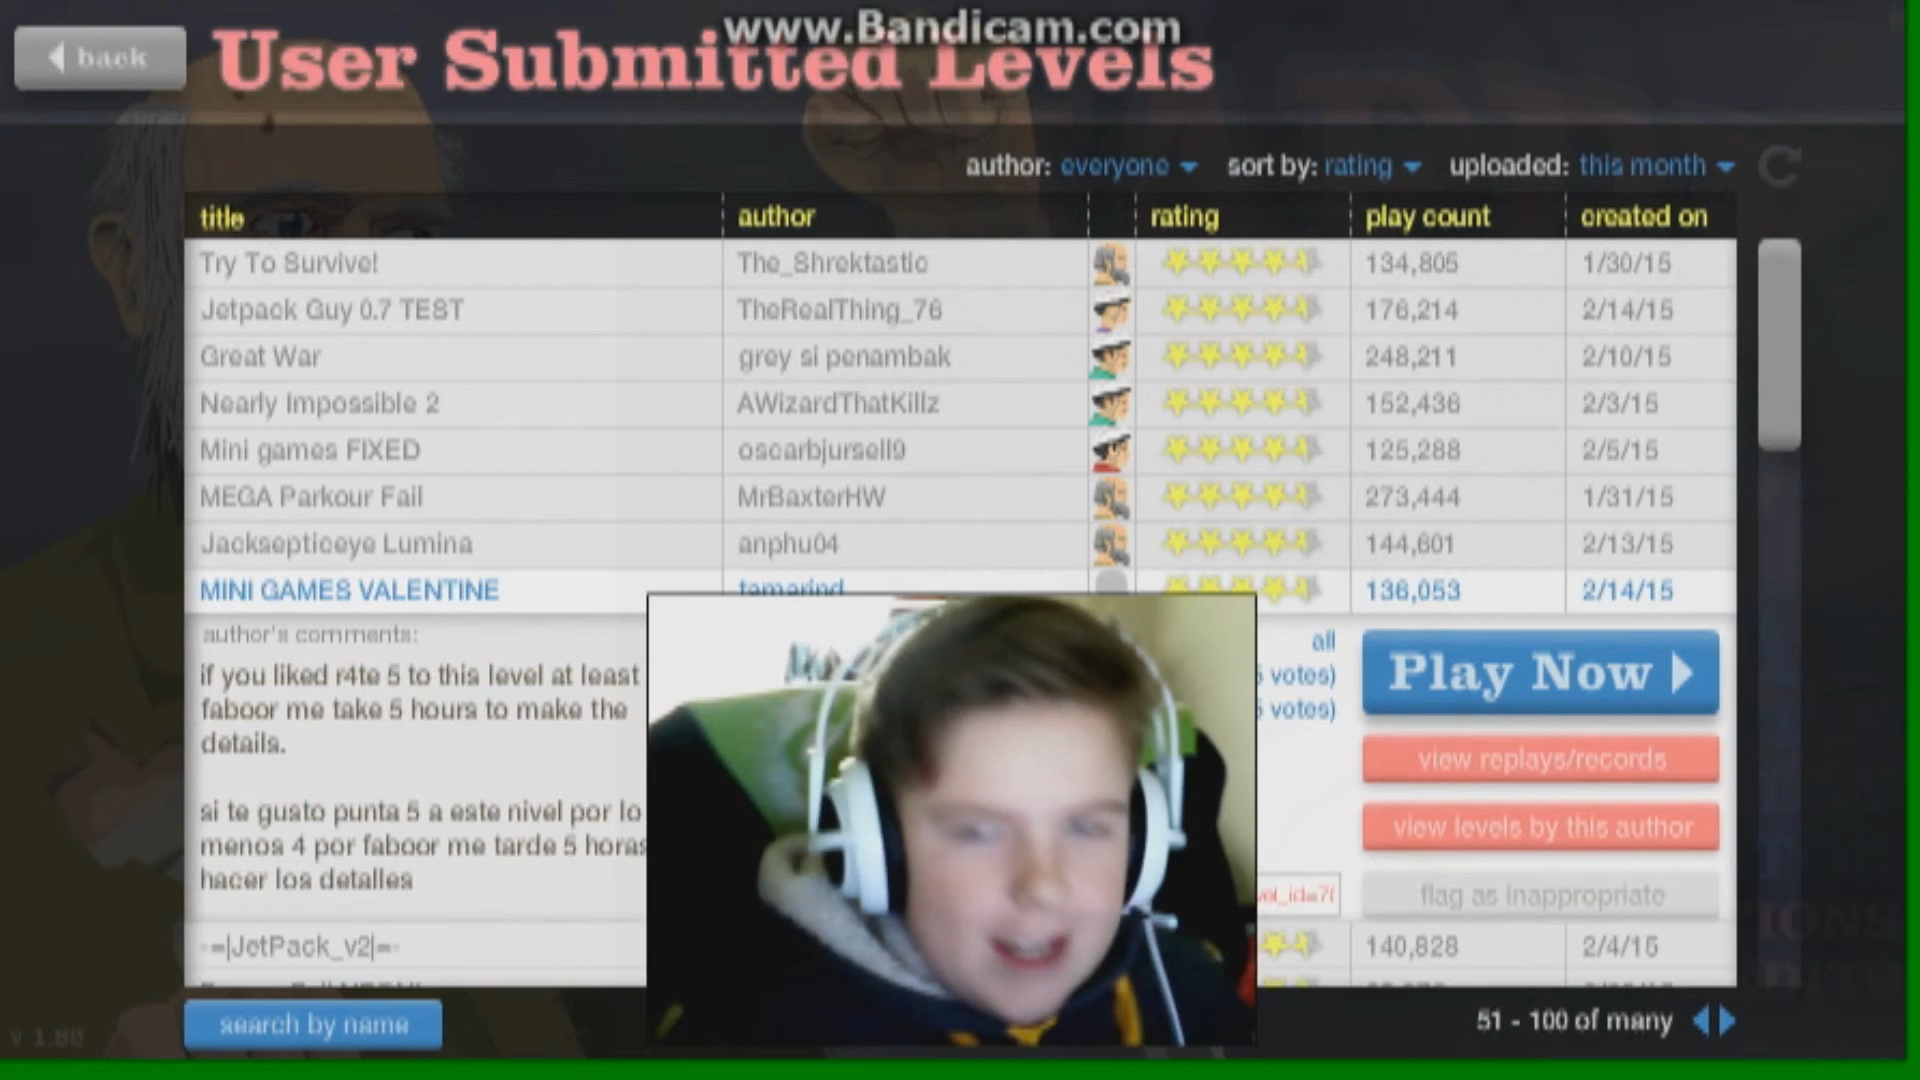 www.Bandicam.com
back
User Submitted Levels
author: everyone sort by: rating uploaded: this month
title author rating play count created on
Try To Survive! The_Shrektastic 134,805 1/30/15
Jetpack Guy 0.7 TEST TheRealThing_76 176,214 2/14/15
Great War grey si penambak 248,211 2/10/15
Nearly Impossible 2 AWizardThatKillz 152,436 2/3/15
Mini games FIXED oscarbjursell9 125,288 2/5/15
MEGA Parkour Fail MrBaxterHW 273,444 1/31/15
Jacksepticeye Lumina anphu04 144,601 2/13/15
MINI GAMES VALENTINE tamarind 136,053 2/14/15
author's comments:
all
if you liked r4te 5 to this level at least
votes)
Play Now
faboor me take 5 hours to make the
votes)
details.
view replays/records
si te gusto punta 5 a este nivel por lo
view levels by this author
menos 4 por faboor me tarde 5 horas
hacer los detalles
flag as inappropriate
-=|JetPack_v2|=- 140,828 2/4/15
search by name
51 - 100 of many
v 1.80